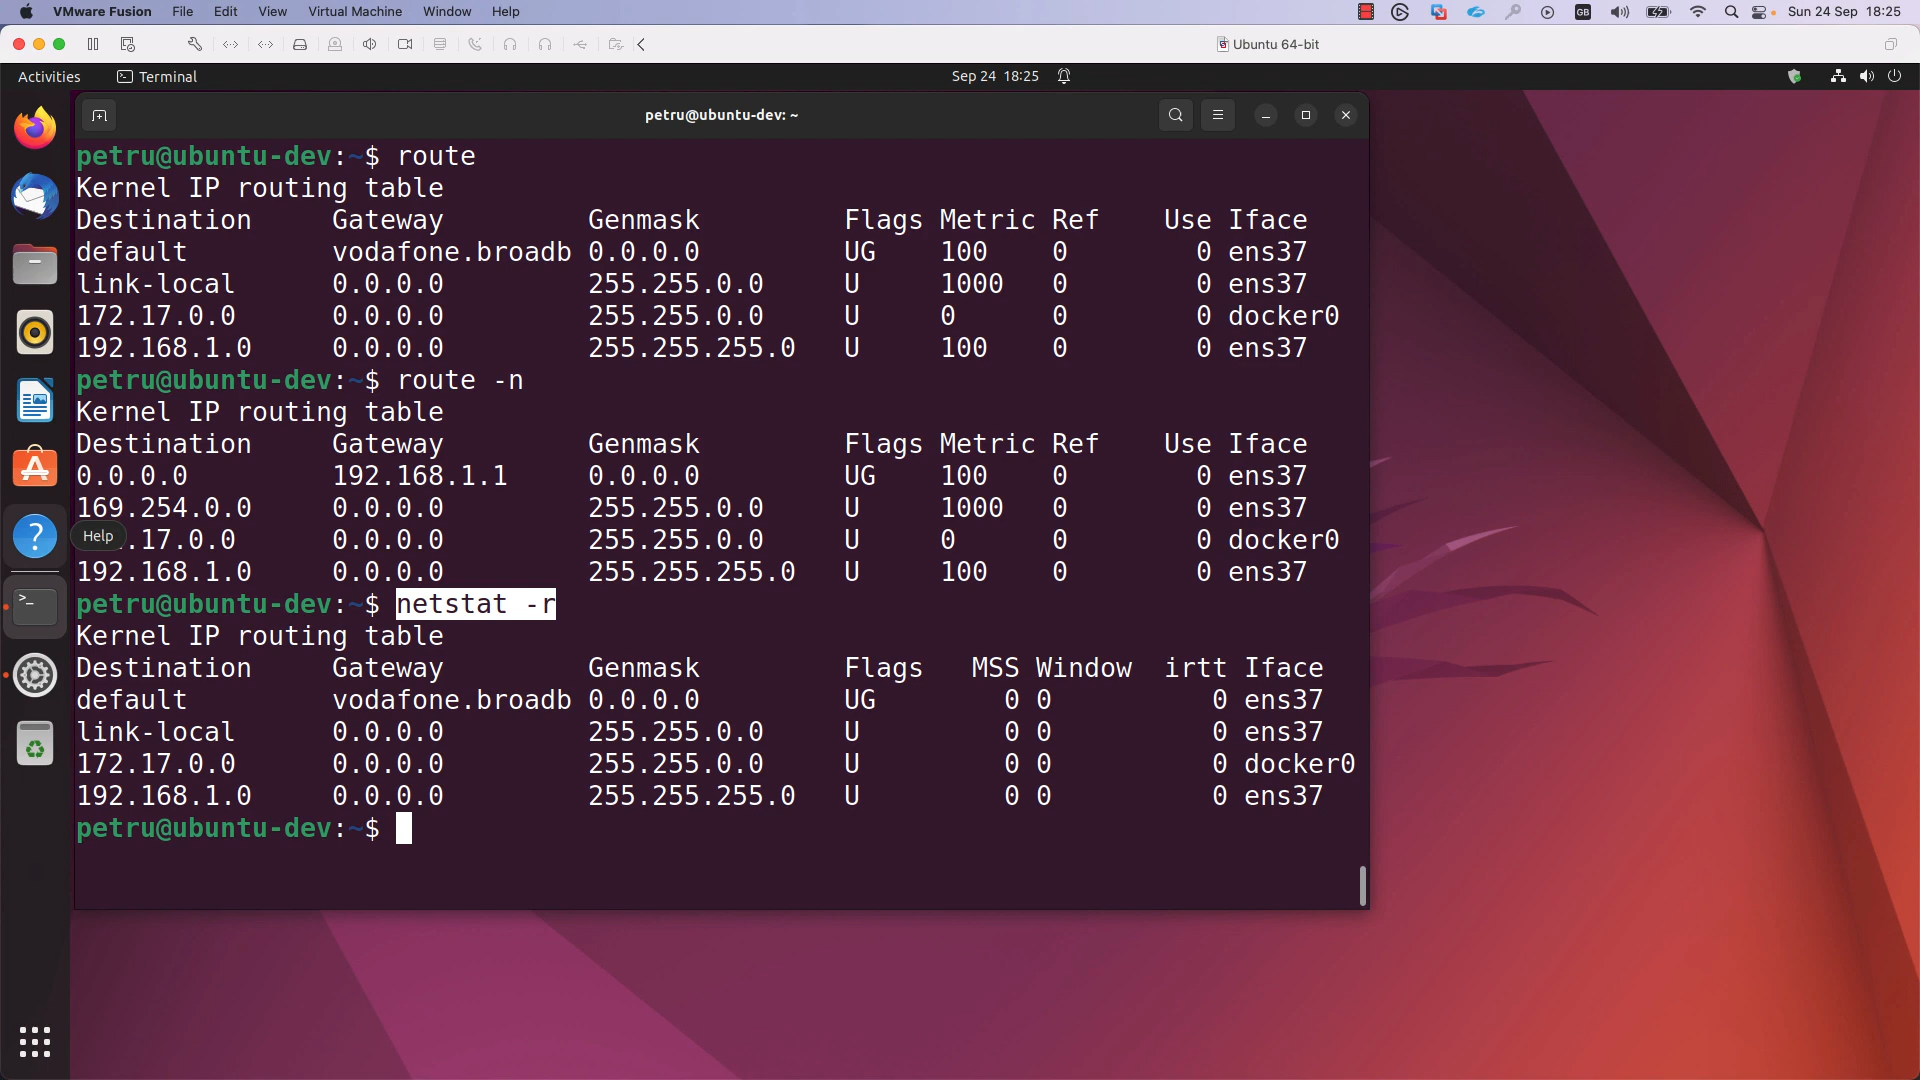 VMware Fusion File Edit View Virtual Machine Window Help GB Sun 24 Sep 18:25
Ubuntu 64-bit
Activities Terminal Sep 24 18:25
petru@ubuntu-dev: ~
petru@ubuntu-dev:~$ route
Kernel IP routing table
Destination Gateway Genmask Flags Metric Ref Use Iface
default vodafone.broadb 0.0.0.0 UG 100 0 0 ens37
link-local 0.0.0.0 255.255.0.0 U 1000 0 0 ens37
172.17.0.0 0.0.0.0 255.255.0.0 U 0 0 0 docker0
192.168.1.0 0.0.0.0 255.255.255.0 U 100 0 0 ens37
petru@ubuntu-dev:~$ route -n
Kernel IP routing table
Destination Gateway Genmask Flags Metric Ref Use Iface
0.0.0.0 192.168.1.1 0.0.0.0 UG 100 0 0 ens37
169.254.0.0 0.0.0.0 255.255.0.0 U 1000 0 0 ens37
Help
.17.0.0 0.0.0.0 255.255.0.0 U 0 0 0 docker0
192.168.1.0 0.0.0.0 255.255.255.0 U 100 0 0 ens37
petru@ubuntu-dev:~$ netstat -r
Kernel IP routing table
Destination Gateway Genmask Flags MSS Window irtt Iface
default vodafone.broadb 0.0.0.0 UG 0 0 0 ens37
link-local 0.0.0.0 255.255.0.0 U 0 0 0 ens37
172.17.0.0 0.0.0.0 255.255.0.0 U 0 0 0 docker0
192.168.1.0 0.0.0.0 255.255.255.0 U 0 0 0 ens37
petru@ubuntu-dev:~$